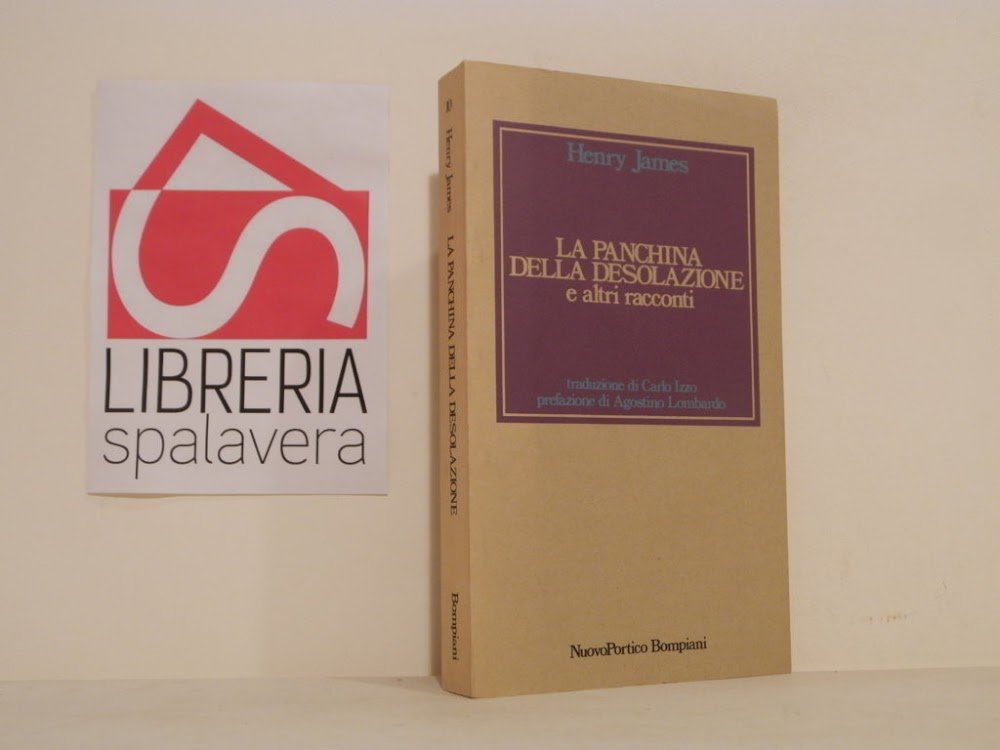 LIBRERIA
spalavera
Henry James LA PANCHINA DELLA DESOLAZIONE Bompiani
Henry James
LA PANCHINA
DELLA DESOLAZIONE
e altri racconti
traduzione di Carlo Izzo
prefazione di Agostino Lombardo
NuovoPortico Bompiani